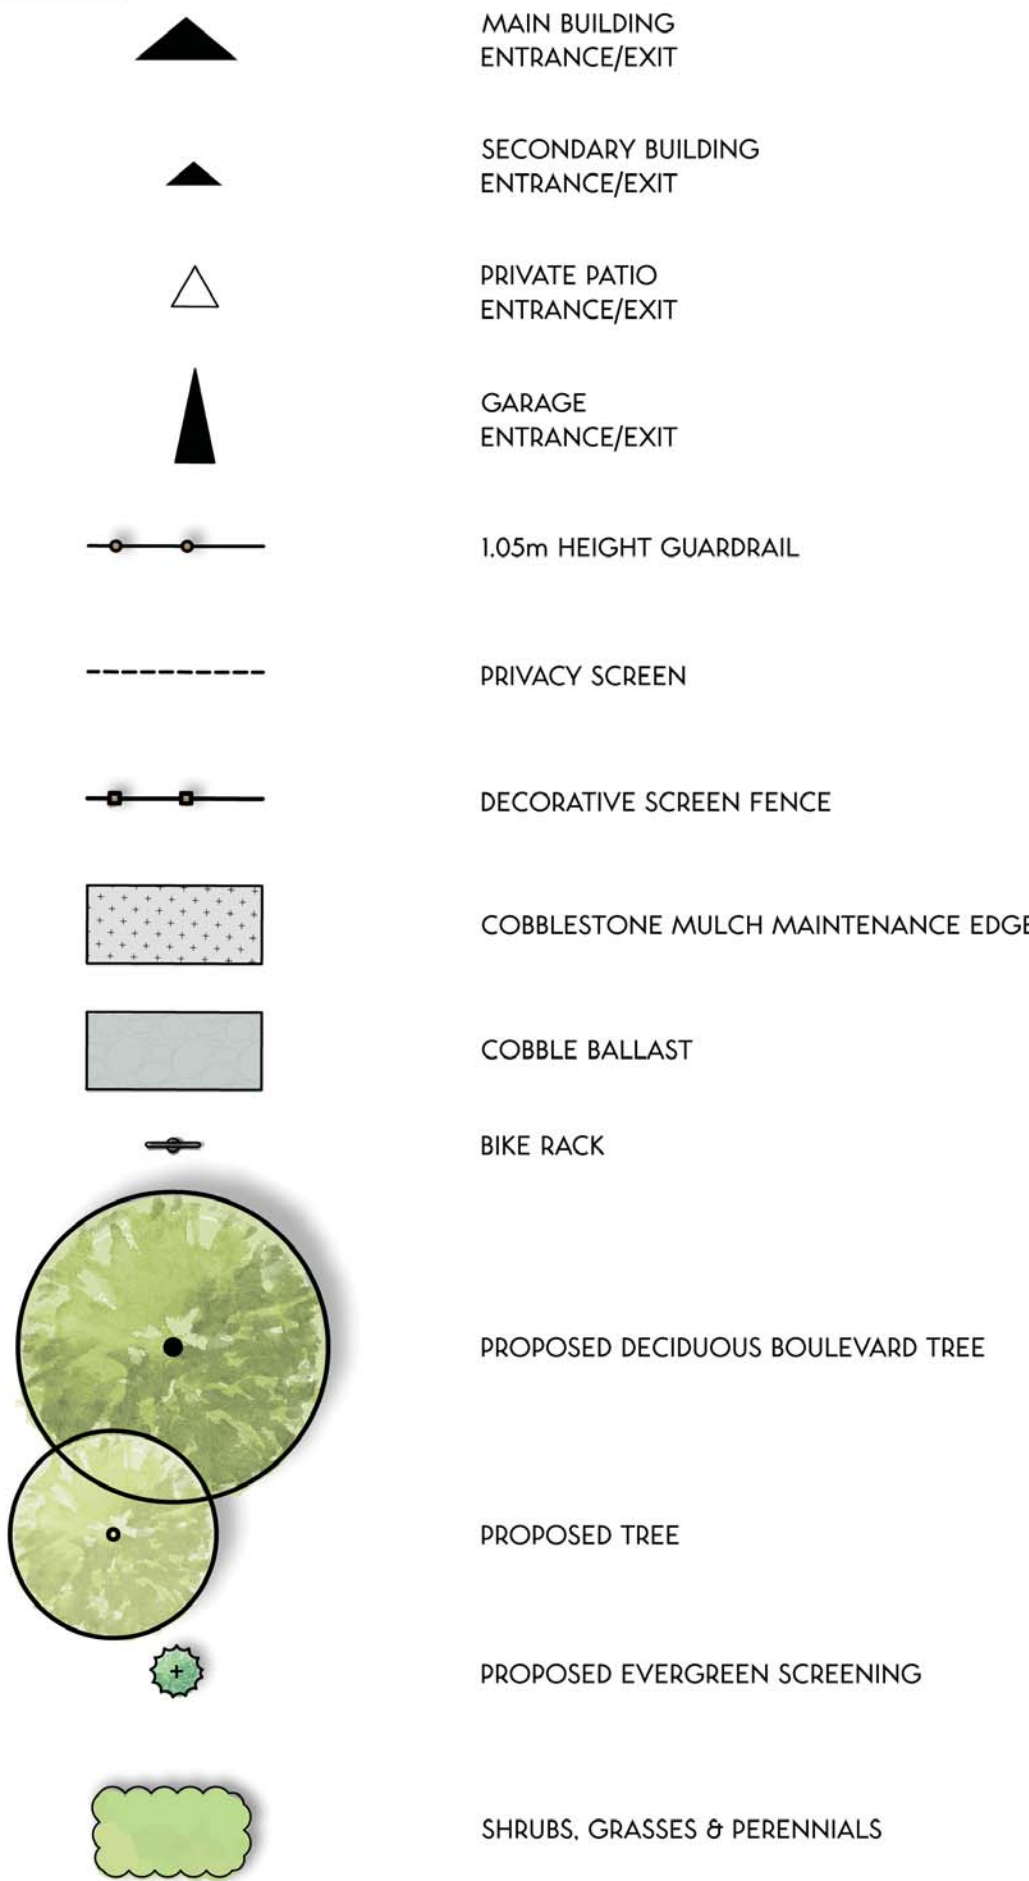 MAIN BUILDING
ENTRANCE/EXIT
SECONDARY BUILDING
ENTRANCE/EXIT
PRIVATE PATIO
ENTRANCE/EXIT
GARAGE
ENTRANCE/EXIT
1.05m HEIGHT GUARDRAIL
PRIVACY SCREEN
DECORATIVE SCREEN FENCE
COBBLESTONE MULCH MAINTENANCE EDGE
COBBLE BALLAST
BIKE RACK
PROPOSED DECIDUOUS BOULEVARD TREE
PROPOSED TREE
PROPOSED EVERGREEN SCREENING
SHRUBS, GRASSES & PERENNIALS